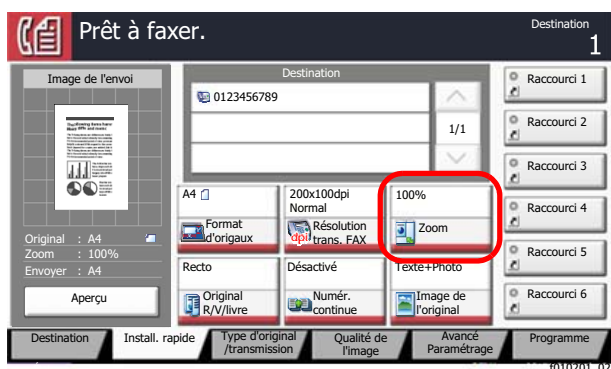 Prêt à faxer.
Destination
1
Image de l'envoi
Original : A4
Zoom : 100%
Envoyer : A4
Aperçu
Destination
0123456789
1/1
A4
Format
d'origaux
200x100dpi
Normal
dpi
Résolution
trans. FAX
100%
Zoom
Recto
Original
R/V/livre
Désactivé
Numér.
continue
Texte+Photo
Image de
l'original
Raccourci 1
Raccourci 2
Raccourci 3
Raccourci 4
Raccourci 5
Raccourci 6
Destination
Install. rapide
Type d'original
/transmission
Qualité de
l'image
Avancé
Paramétrage
Programme